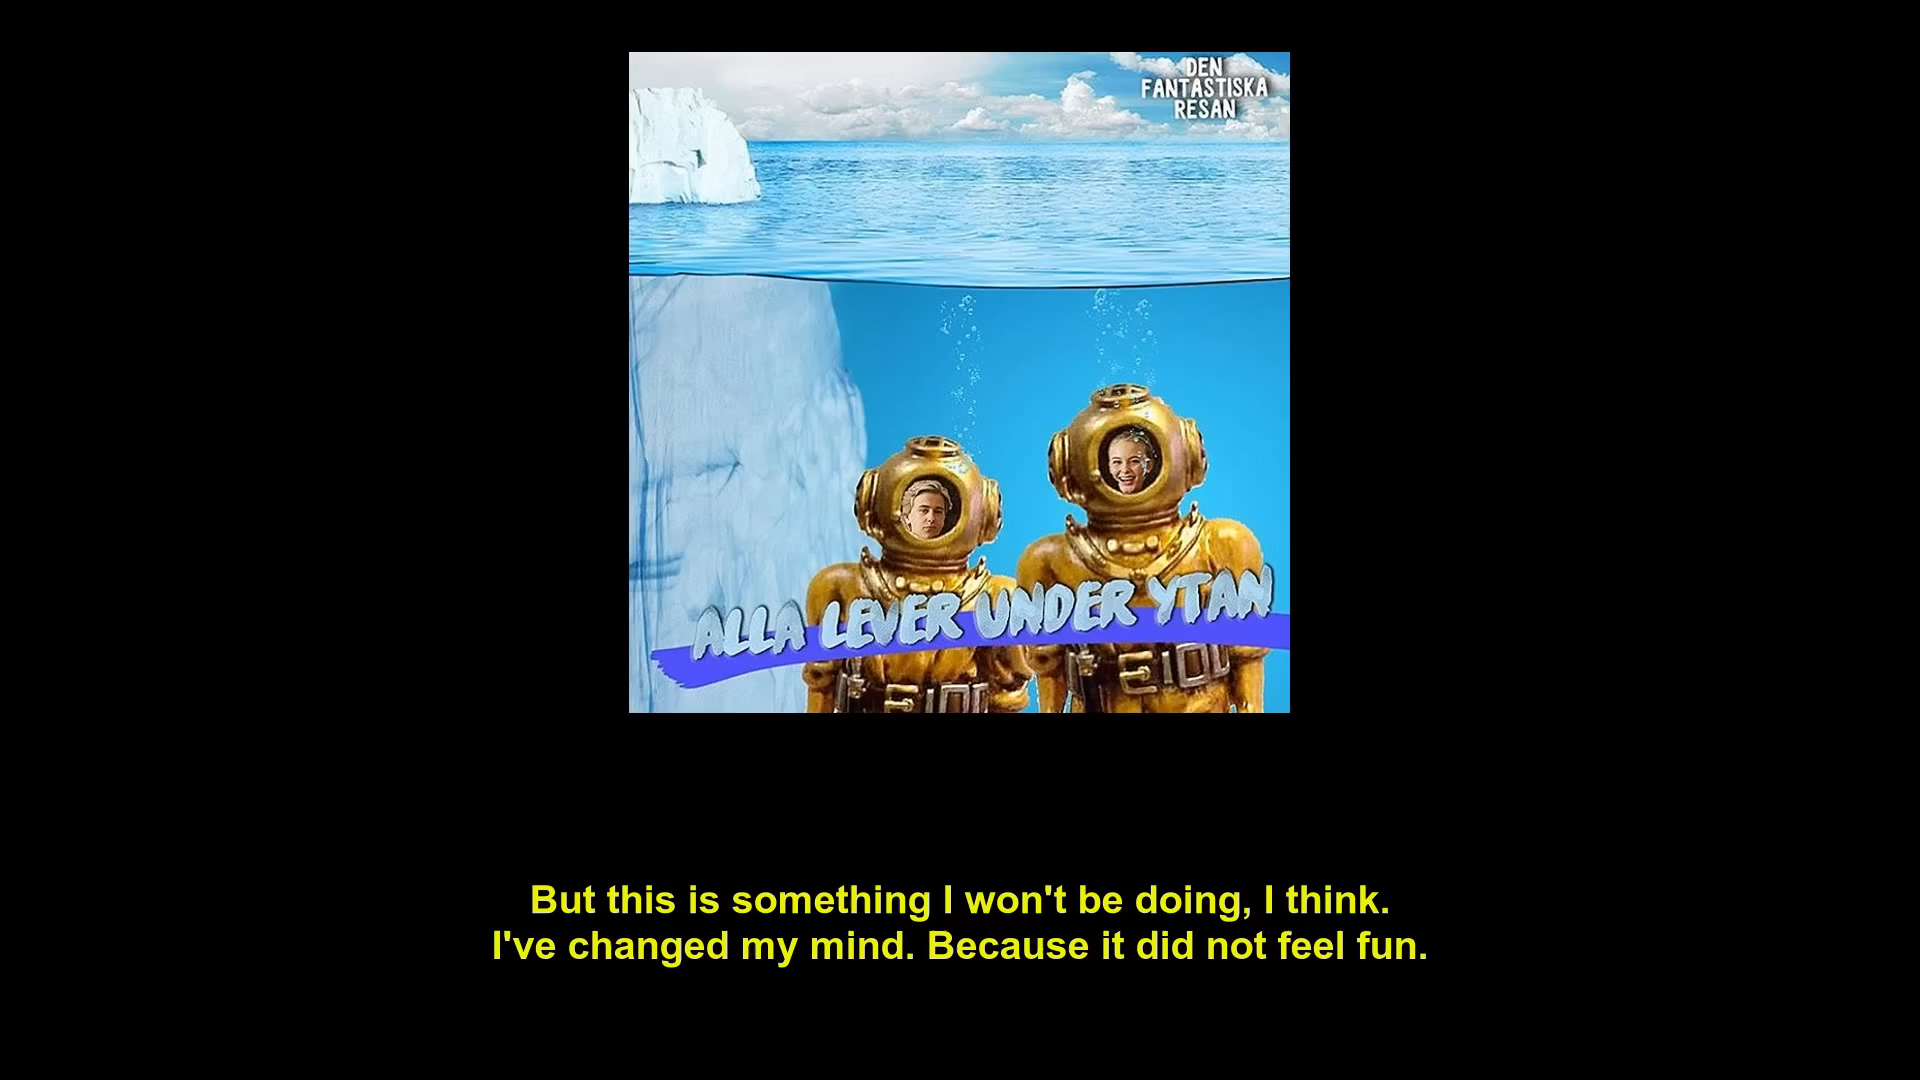 DEN
FANTASTISKA
RESAN
ALLA LEVER UNDER YTAN
But this is something I won't be doing, I think.
I've changed my mind. Because it did not feel fun.